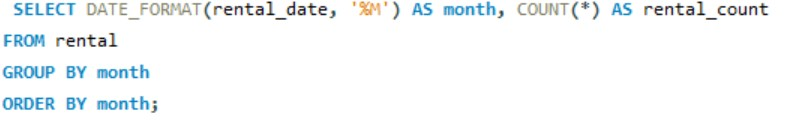 SELECT DATE_FORMAT(rental_date, '%M') AS month, COUNT(*) AS rental_count
FROM rental
GROUP BY month
ORDER BY month;